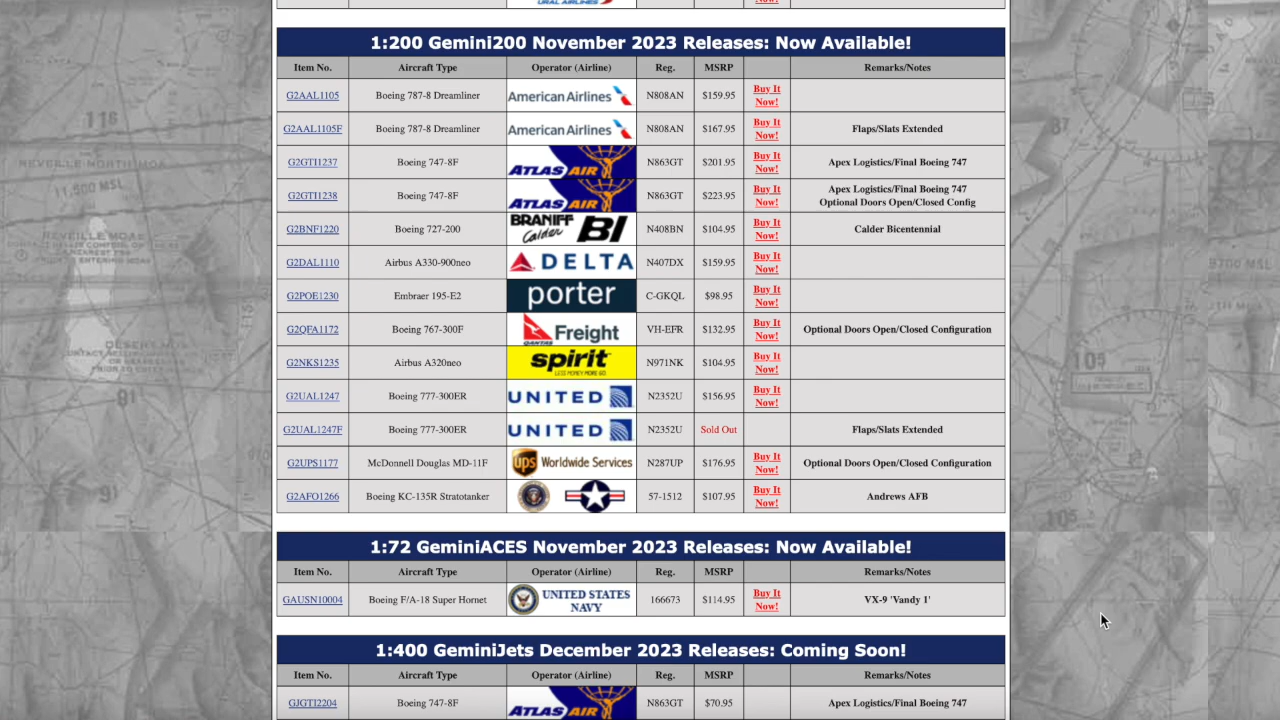 1:200 Gemini200 November 2023 Releases: Now Available!
Item No. Aircraft Type Operator (Airline) Reg. MSRP Remarks/Notes
G2AAL1105 Boeing 787-8 Dreamliner American Airlines N808AN $159.95 Buy It Now!
G2AAL1105F Boeing 787-8 Dreamliner American Airlines N808AN $167.95 Buy It Now! Flaps/Slats Extended
G2GTI1237 Boeing 747-8F ATLAS AIR N863GT $201.95 Buy It Now! Apex Logistics/Final Boeing 747
G2GTI1238 Boeing 747-8F ATLAS AIR N863GT $223.95 Buy It Now! Apex Logistics/Final Boeing 747 Optional Doors Open/Closed Config
G2BNF1220 Boeing 727-200 BRANIFF Calder BI N408BN $104.95 Buy It Now! Calder Bicentennial
G2DAL1110 Airbus A330-900neo DELTA N407DX $159.95 Buy It Now!
G2POE1230 Embraer 195-E2 porter C-GKQL $98.95 Buy It Now!
G2QFA1172 Boeing 767-300F QANTAS Freight VH-EFR $132.95 Buy It Now! Optional Doors Open/Closed Configuration
Airbus A320neo spirit LESS MONEY. MORE GO. N971NK $104.95 Buy It Now!
G2UAL1247 Boeing 777-300ER UNITED N2352U $156.95 Buy It Now!
G2UAL1247F Boeing 777-300ER UNITED N2352U Sold Out Flaps/Slats Extended
G2UPS1177 McDonnell Douglas MD-11F ups Worldwide Services N287UP $176.95 Buy It Now! Optional Doors Open/Closed Configuration
G2AFO1266 Boeing KC-135R Stratotanker 57-1512 $107.95 Buy It Now! Andrews AFB
1:72 GeminiACES November 2023 Releases: Now Available!
Item No. Aircraft Type Operator (Airline) Reg. MSRP Remarks/Notes
GAUSN10004 Boeing F/A-18 Super Hornet UNITED STATES NAVY 166673 $114.95 Buy It Now! VX-9 'Vandy 1'
1:400 GeminiJets December 2023 Releases: Coming Soon!
Item No. Aircraft Type Operator (Airline) Reg. MSRP Remarks/Notes
GJGTI2204 Boeing 747-8F ATLAS AIR N863GT $70.95 Apex Logistics/Final Boeing 747